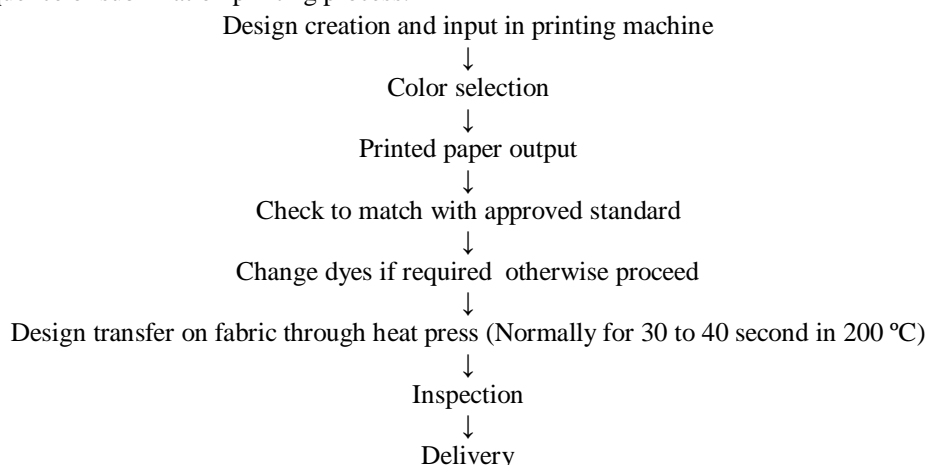 Design creation and input in printing machine
↓
Color selection
↓
Printed paper output
↓
Check to match with approved standard
↓
Change dyes if required otherwise proceed
↓
Design transfer on fabric through heat press (Normally for 30 to 40 second in 200 ºC)
↓
Inspection
↓
Delivery